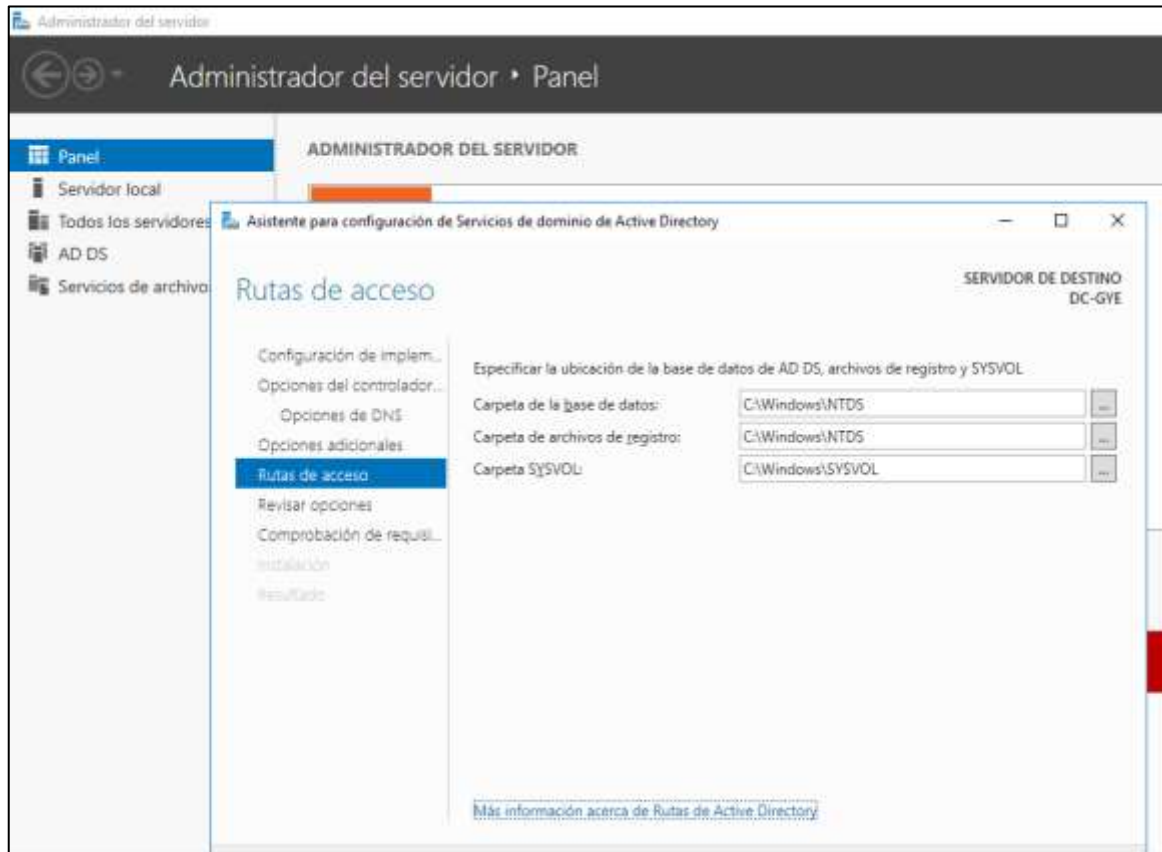 Administrador del servidor
Administrador del servidor • Panel
Panel
Servidor local
Todos los servidores
AD DS
Servicios de archivo
ADMINISTRADOR DEL SERVIDOR
Asistente para configuración de Servicios de dominio de Active Directory
Rutas de acceso
SERVIDOR DE DESTINO
DC-GYE
Configuración de implem...
Opciones del controlador...
Opciones de DNS
Opciones adicionales
Rutas de acceso
Revisar opciones
Comprobación de requisi...
Instalación
Resultado
Especificar la ubicación de la base de datos de AD DS, archivos de registro y SYSVOL
Carpeta de la base de datos: C:\Windows\NTDS ...
Carpeta de archivos de registro: C:\Windows\NTDS ...
Carpeta SYSVOL: C:\Windows\SYSVOL ...
Más información acerca de Rutas de Active Directory